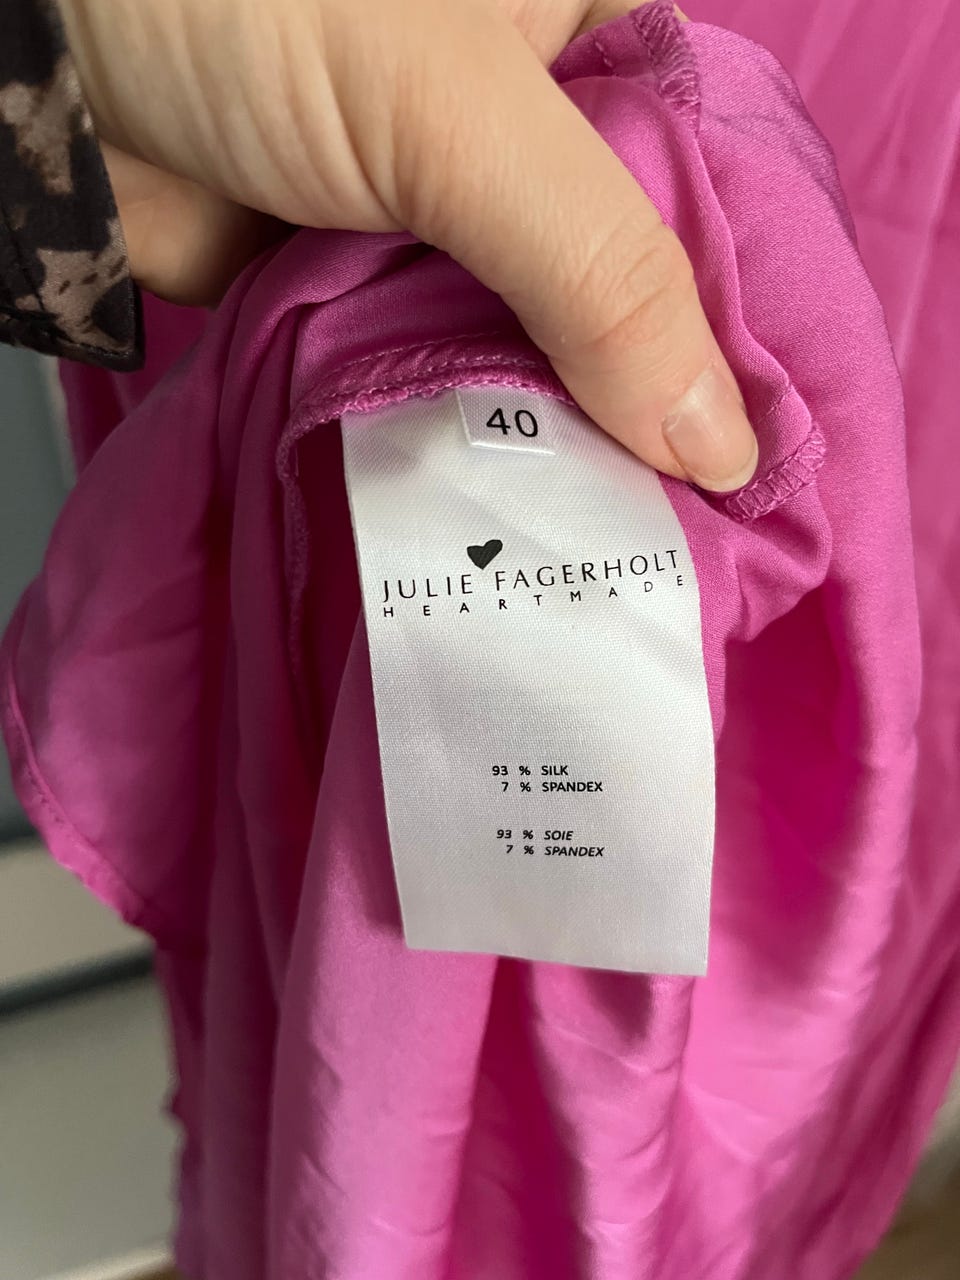 40
JULIE FAGERHOLT
HEARTMADE
93 % SILK
7 % SPANDEX
93 % SOIE
7 % SPANDEX